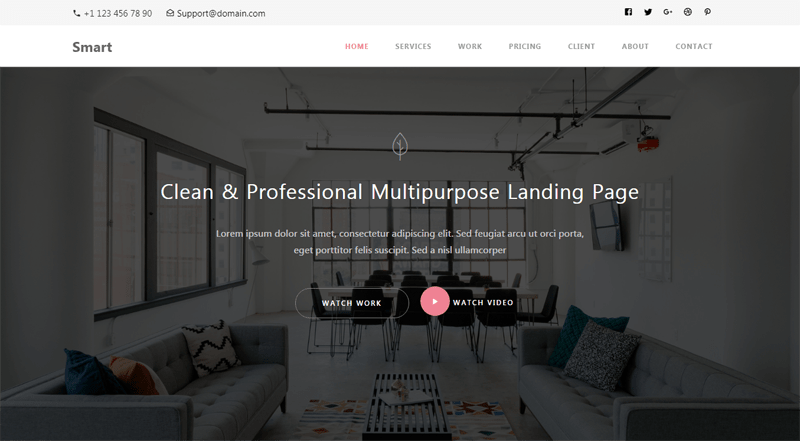 +1 123 456 78 90 Support@domain.com
Smart HOME SERVICES WORK PRICING CLIENT ABOUT CONTACT
Clean & Professional Multipurpose Landing Page
Lorem ipsum dolor sit amet, consectetur adipiscing elit. Sed feugiat arcu ut orci porta,
eget porttitor felis suscipit. Sed a nisl ullamcorper
WATCH WORK WATCH VIDEO